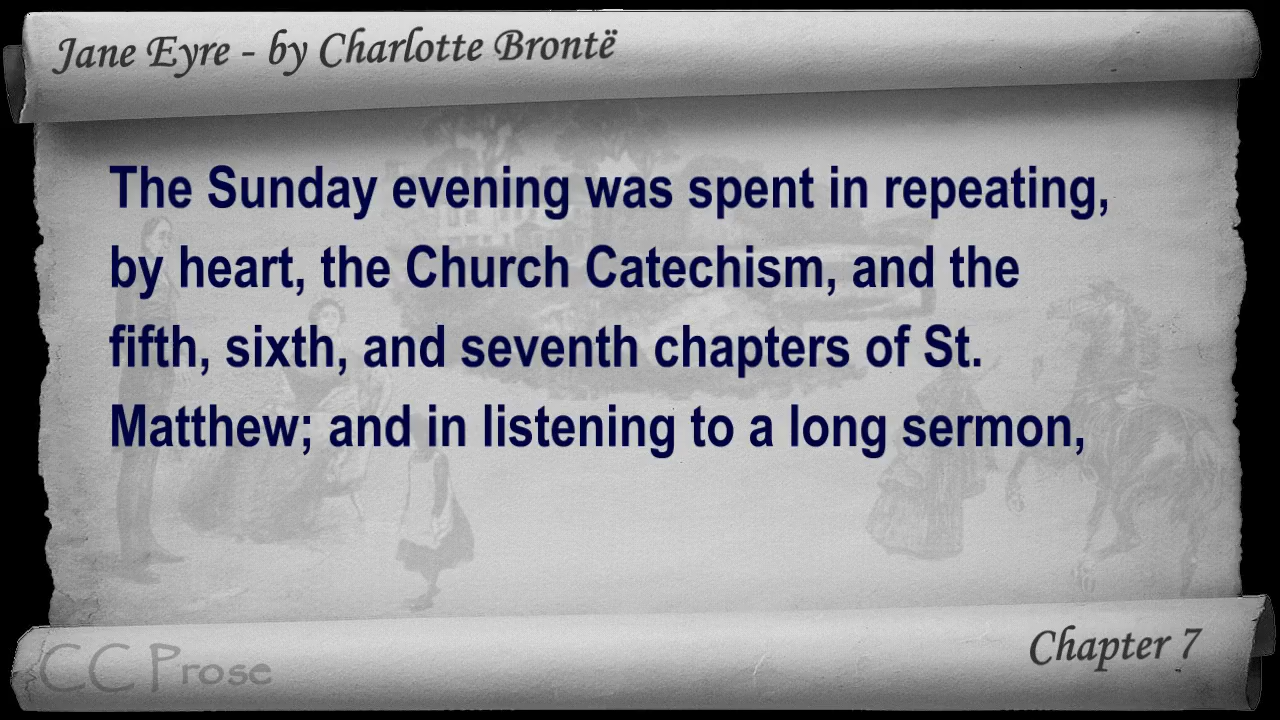 Jane Eyre - by Charlotte Brontë
The Sunday evening was spent in repeating,
by heart, the Church Catechism, and the
fifth, sixth, and seventh chapters of St.
Matthew; and in listening to a long sermon,
Chapter 7
CC Prose